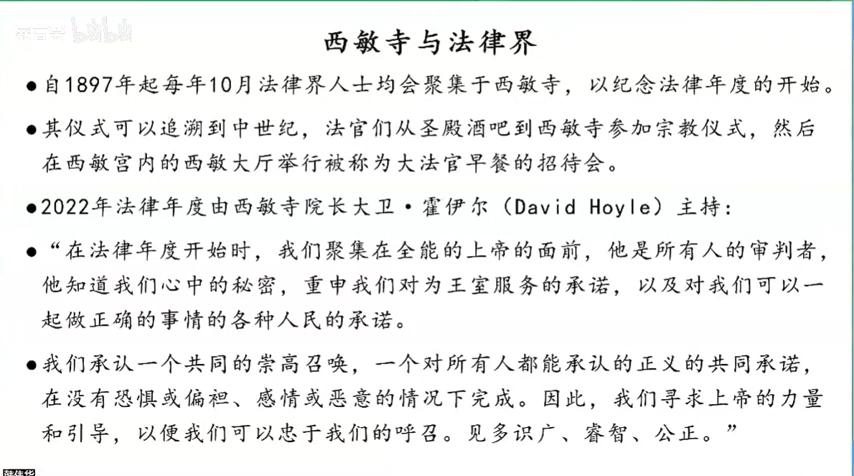 bilibili
西敏寺与法律界
●自1897年起每年10月法律界人士均会聚集于西敏寺，以纪念法律年度的开始。
●其仪式可以追溯到中世纪，法官们从圣殿酒吧到西敏寺参加宗教仪式，然后
在西敏宫内的西敏大厅举行被称为大法官早餐的招待会。
●2022年法律年度由西敏寺院长大卫·霍伊尔（David Hoyle）主持：
●“在法律年度开始时，我们聚集在全能的上帝的面前，他是所有人的审判者，
他知道我们心中的秘密，重申我们对为王室服务的承诺，以及对我们可以一
起做正确的事情的各种人民的承诺。
●我们承认一个共同的崇高召唤，一个对所有人都能承认的正义的共同承诺，
在没有恐惧或偏袒、感情或恶意的情况下完成。因此，我们寻求上帝的力量
和引导，以便我们可以忠于我们的呼召。见多识广、睿智、公正。”